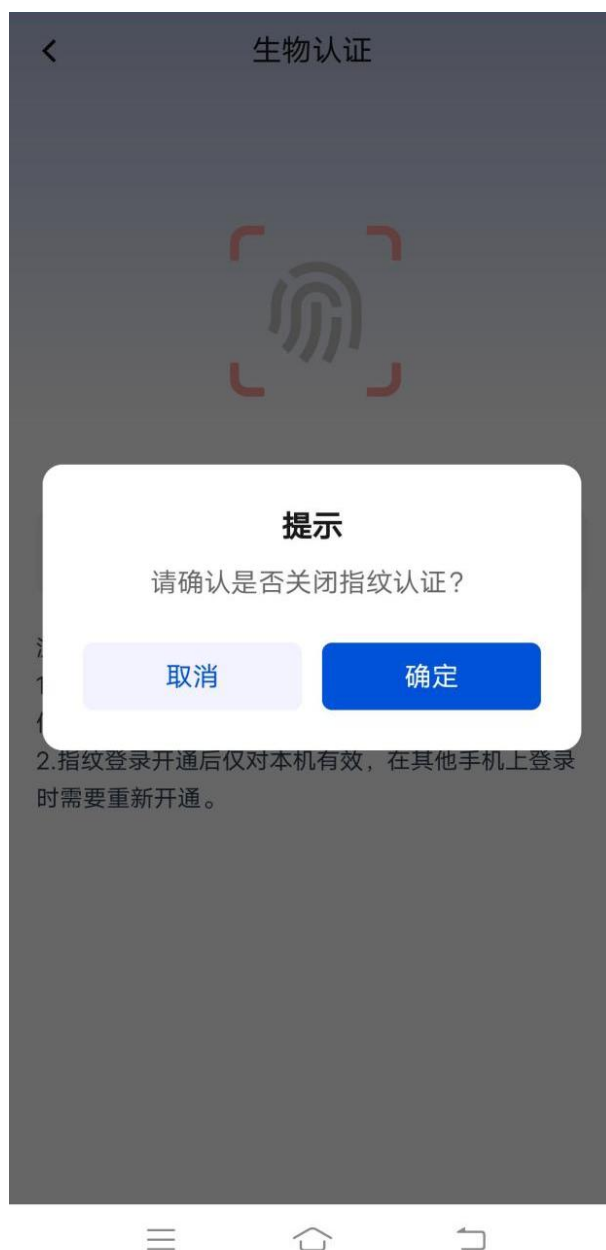 生物认证
提示
请确认是否关闭指纹认证？
取消
确定
2.指纹登录开通后仅对本机有效，在其他手机上登录
时需要重新开通。